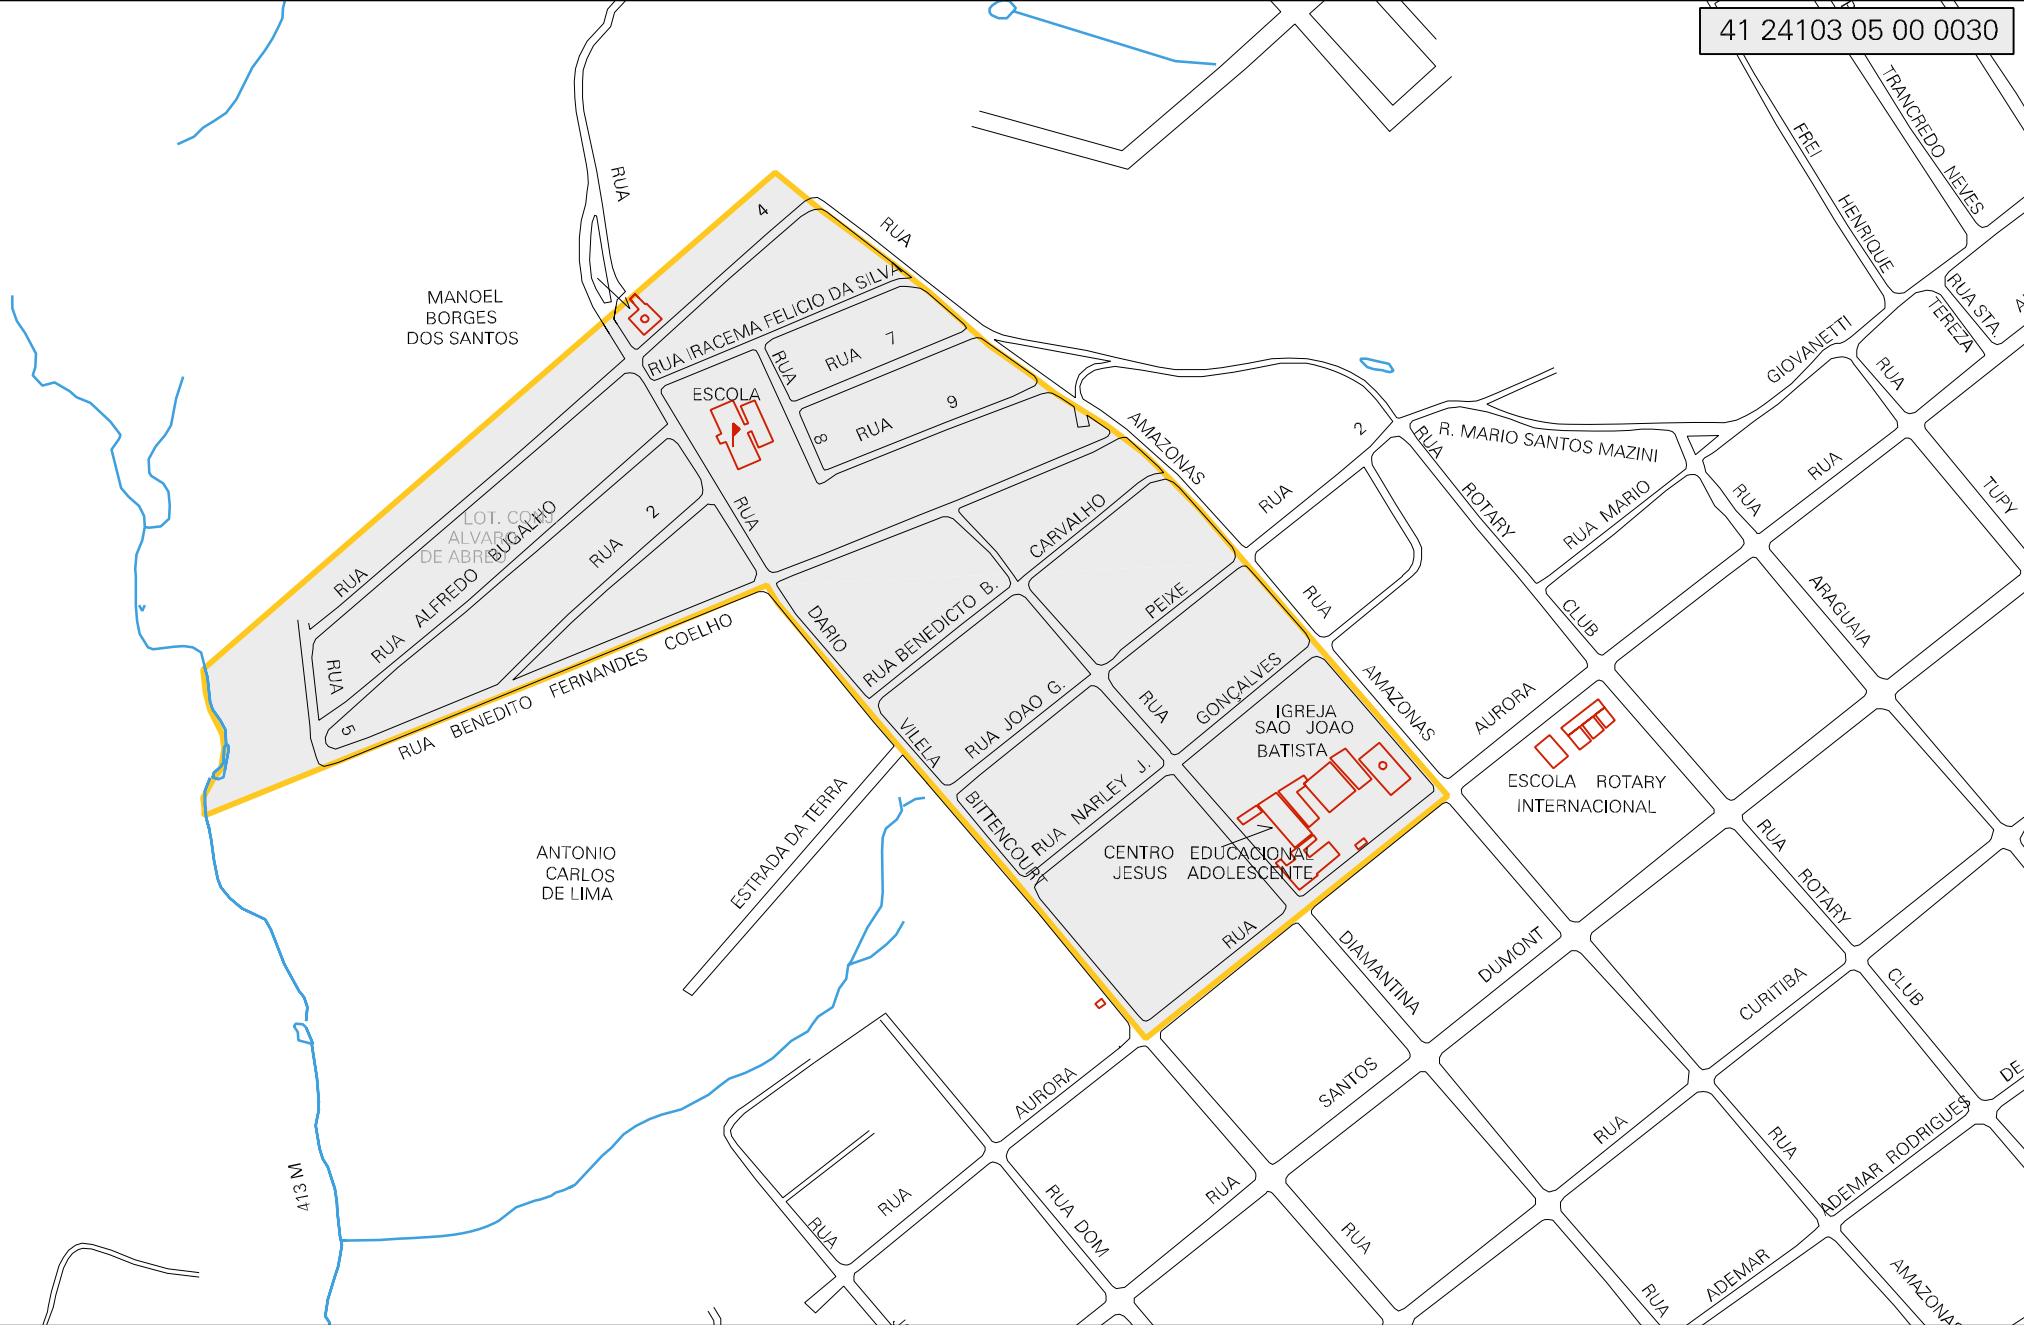 41 24103 05 00 0030
TRANCREDO NEVES
FREI
HENRIQUE
RUA STA.
TEREZA
GIOVANETTI
RUA
RUA
4
RUA
MANOEL
BORGES
DOS SANTOS
RUA IRACEMA FELICIO DA SILVA
RUA 7
RUA
8
ESCOLA
RUA 9
AMAZONAS
2
RUA
R. MARIO SANTOS MAZINI
RUA
ROTARY
CLUB
RUA MARIO
RUA
RUA
TUPY
ARAGUAIA
LOT. CONJ
ALVARO
DE ABREU
RUA
RUA ALFREDO BUGALHO
RUA 2
RUA
RUA
5
RUA BENEDITO FERNANDES COELHO
DARIO
VILELA
BITTENCOURT
CARVALHO
RUA BENEDICTO B.
PEIXE
RUA JOAO G.
RUA
GONÇALVES
RUA NARLEY J.
RUA
AMAZONAS
AURORA
IGREJA
SAO JOAO
BATISTA
ESCOLA ROTARY
INTERNACIONAL
CENTRO EDUCACIONAL
JESUS ADOLESCENTE
ESTRADA DA TERRA
ANTONIO
CARLOS
DE LIMA
RUA
DIAMANTINA
DUMONT
RUA
ROTARY
CLUB
CURITIBA
SANTOS
AURORA
RUA
RUA
ADEMAR RODRIGUES
DE
413 M
RUA
RUA
RUA DOM
RUA
RUA
RUA
ADEMAR
AMAZONAS